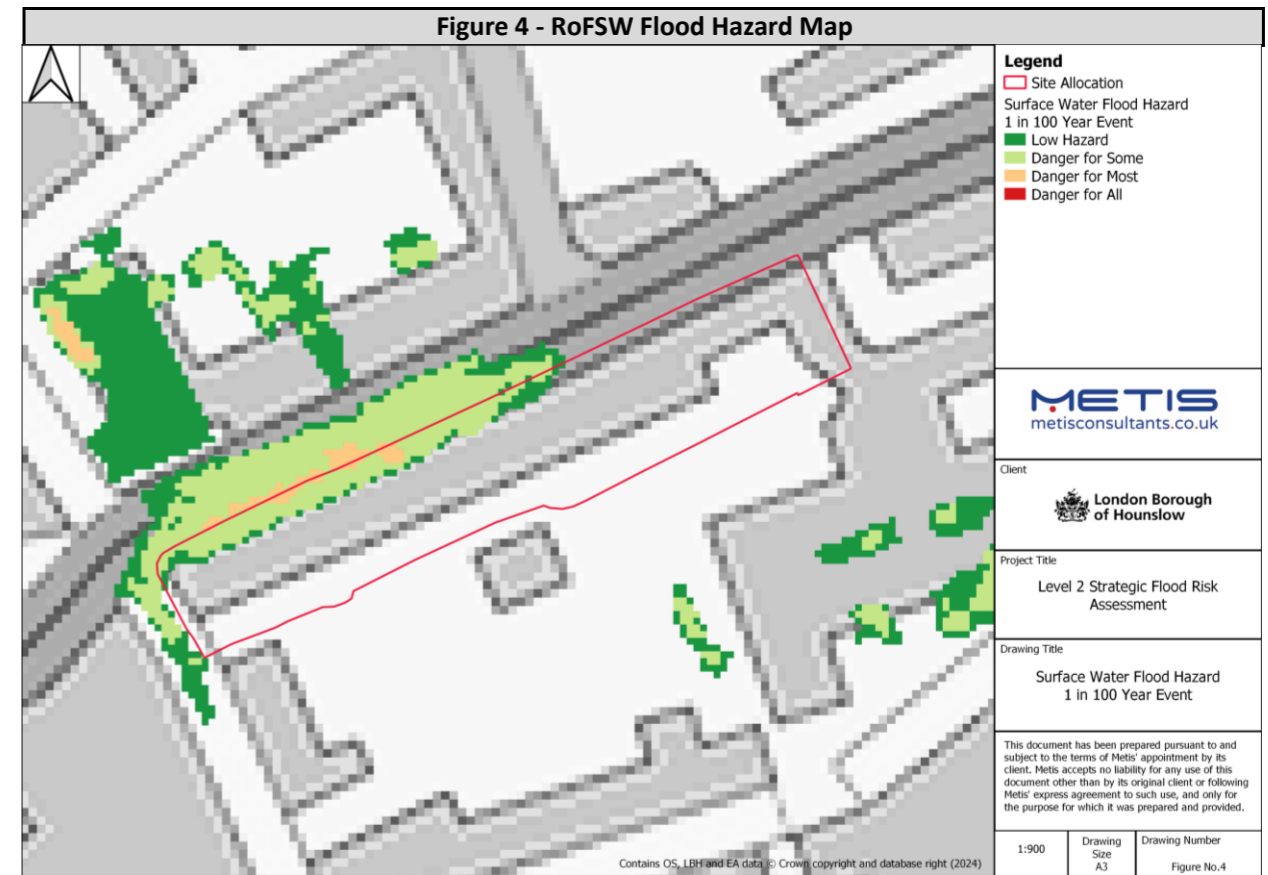 Figure 4 - RoFSW Flood Hazard Map
Legend
Site Allocation
Surface Water Flood Hazard
1 in 100 Year Event
Low Hazard
Danger for Some
Danger for Most
Danger for All
METIS
metisconsultants.co.uk
Client
London Borough
of Hounslow
Project Title
Level 2 Strategic Flood Risk
Assessment
Drawing Title
Surface Water Flood Hazard
1 in 100 Year Event
This document has been prepared pursuant to and
subject to the terms of Metis' appointment by its
client. Metis accepts no liability for any use of this
document other than by its original client or following
Metis' express agreement to such use, and only for
the purpose for which it was prepared and provided.
1:900
Drawing
Size
A3
Drawing Number
Figure No.4
Contains OS, LBH and EA data © Crown copyright and database right (2024)